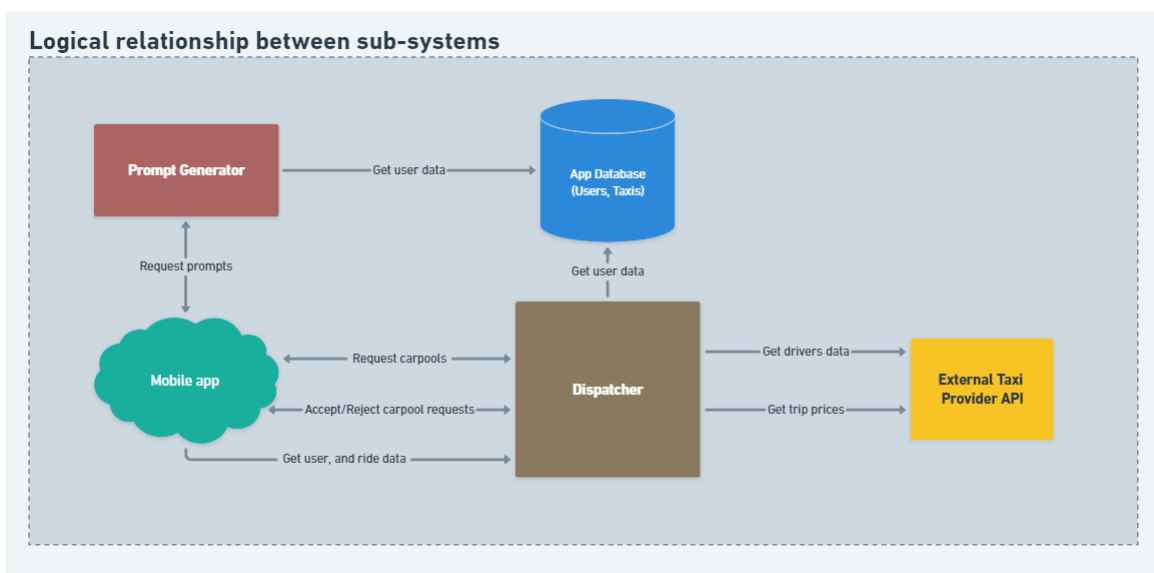 Logical relationship between sub-systems
Prompt Generator
Get user data
App Database
(Users, Taxis)
Request prompts
Get user data
Mobile app
Request carpools
Accept/Reject carpool requests
Get user, and ride data
Dispatcher
Get drivers data
Get trip prices
External Taxi
Provider API